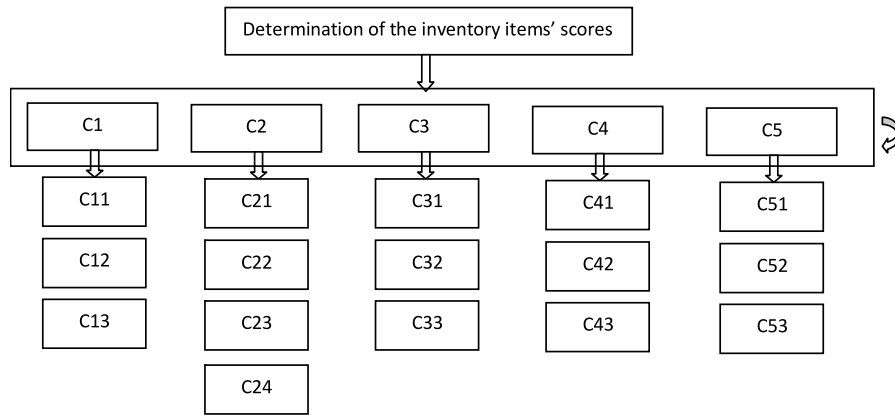 Determination of the inventory items’ scores
C1
C2
C3
C4
C5
C11
C21
C31
C41
C51
C12
C22
C32
C42
C52
C13
C23
C33
C43
C53
C24